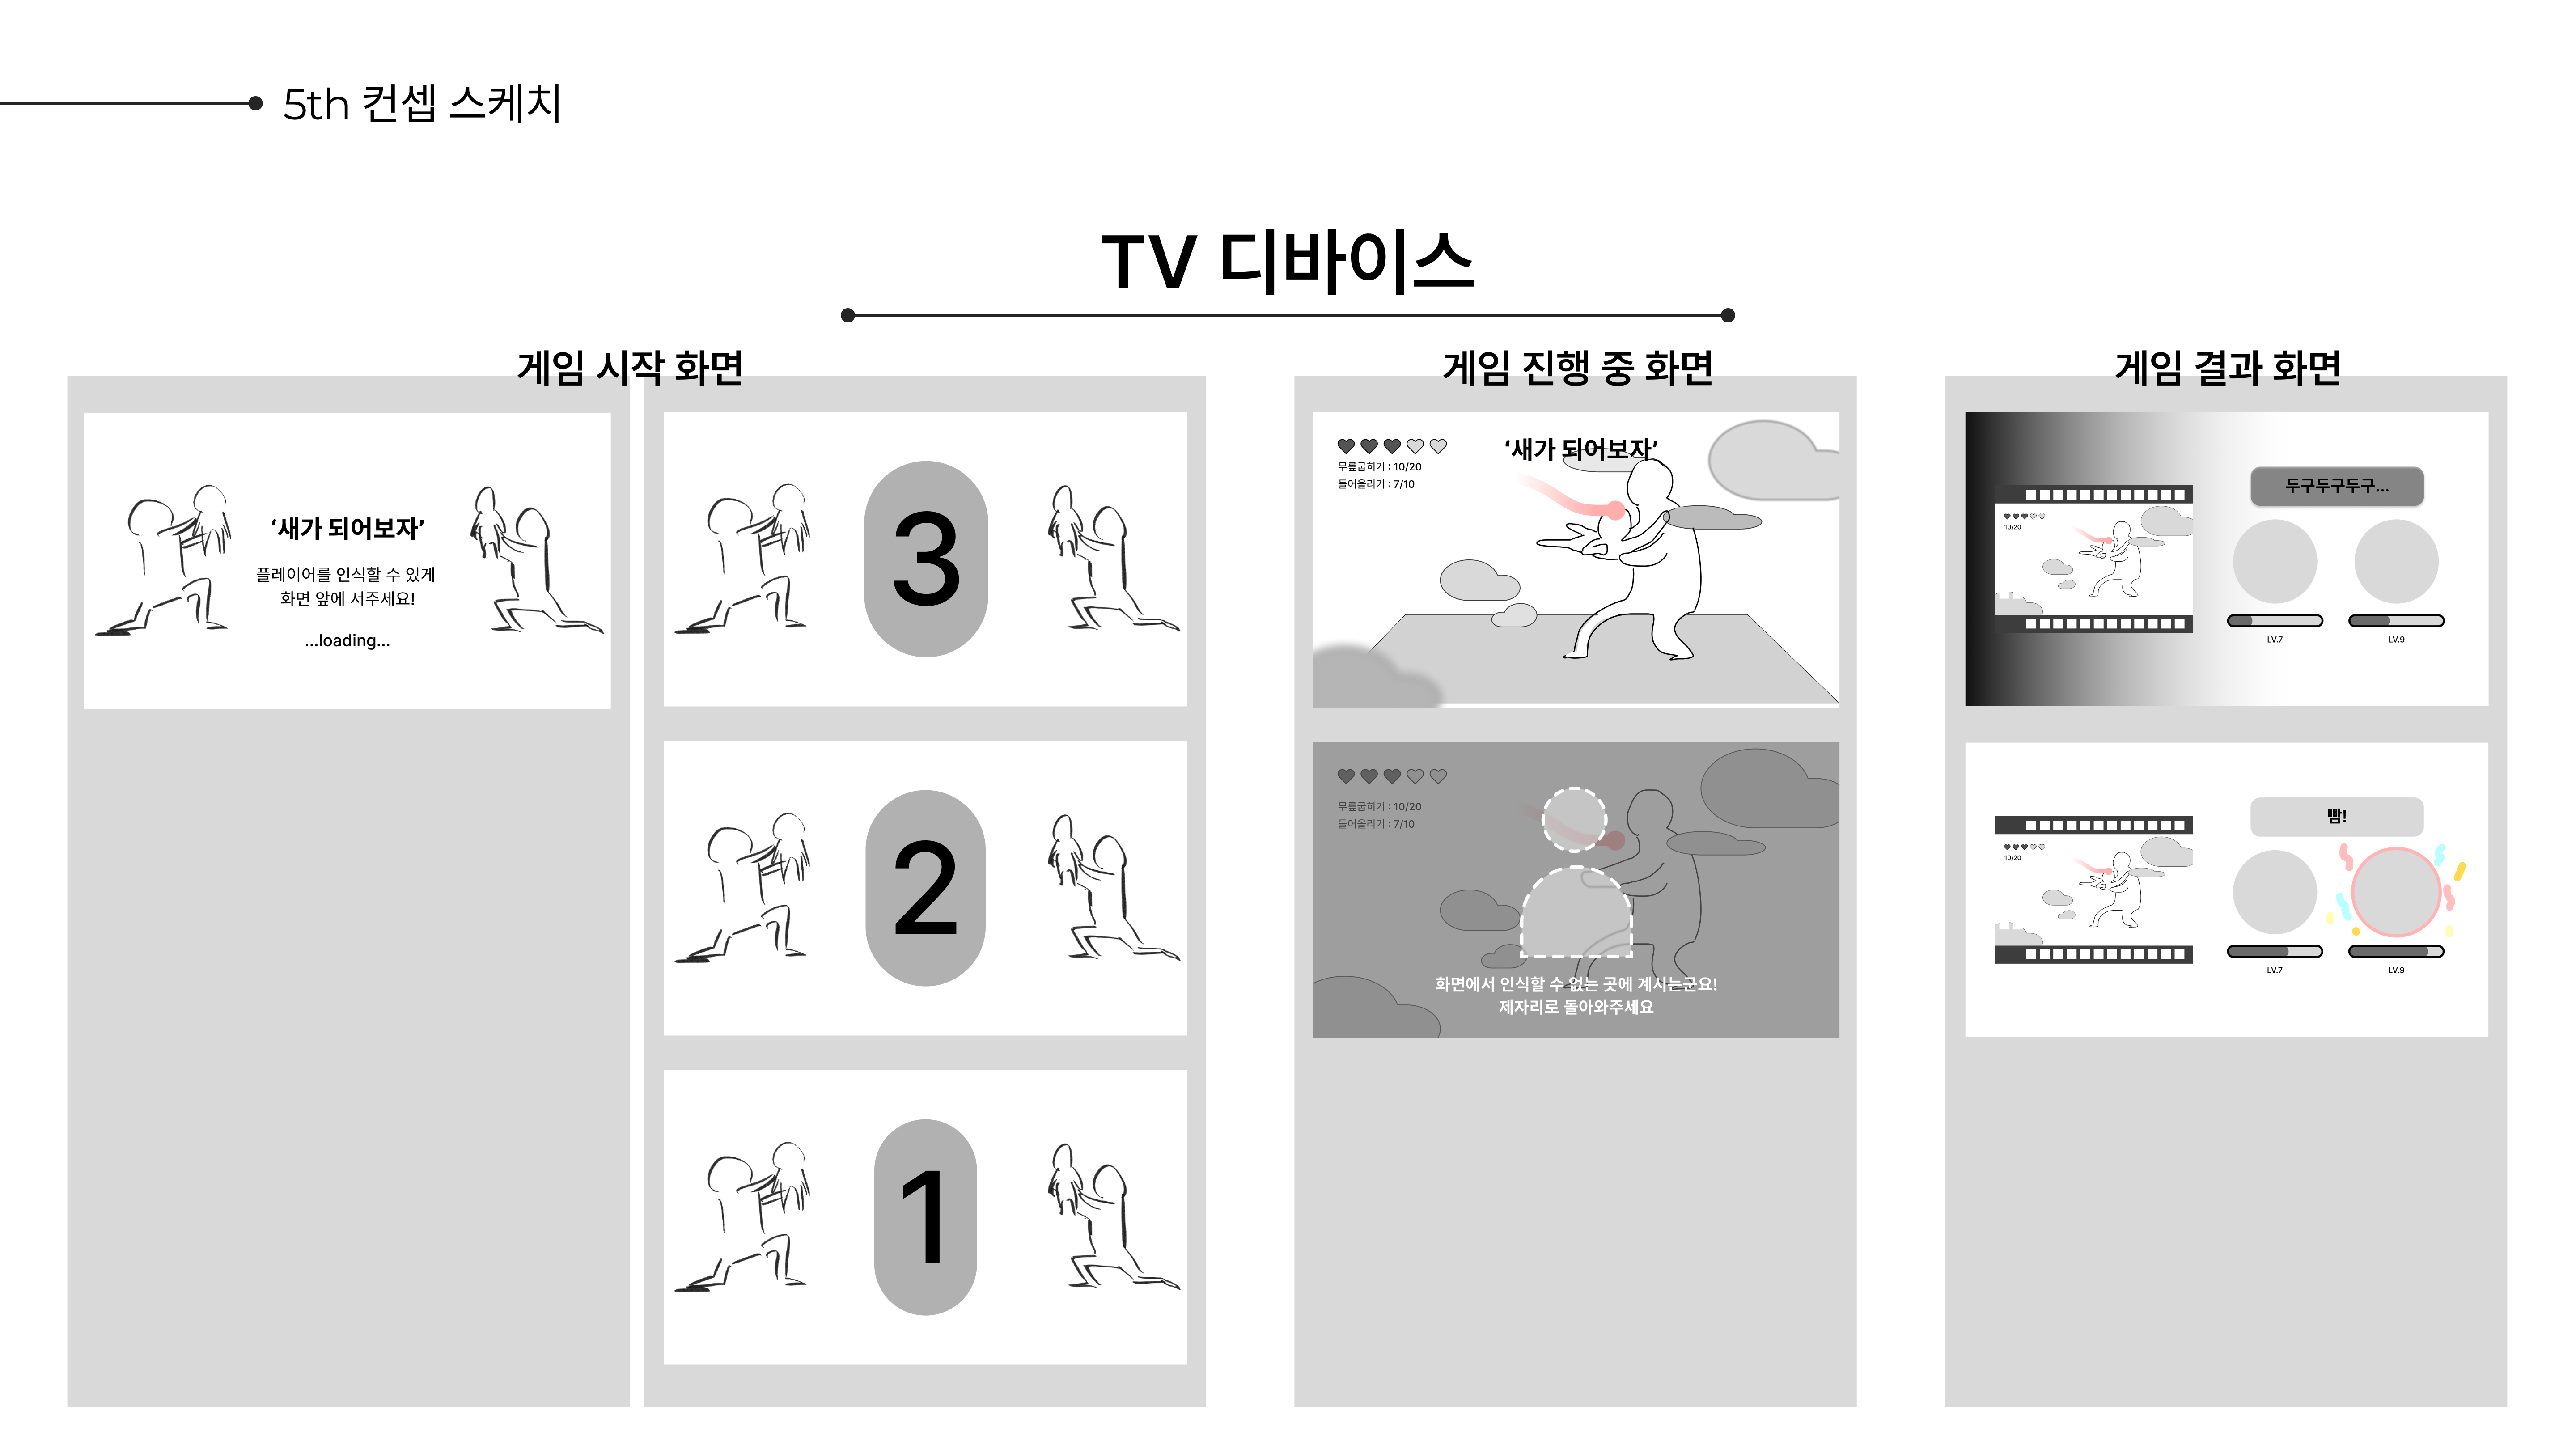 5th 컨셉 스케치
TV 디바이스
게임 시작 화면
‘새가 되어보자’
플레이어를 인식할 수 있게
화면 앞에 서주세요!
...loading...
3
2
1
게임 진행 중 화면
‘새가 되어보자’
무릎굽히기 : 10/20
들어올리기 : 7/10
무릎굽히기 : 10/20
들어올리기 : 7/10
화면에서 인식할 수 없는 곳에 계시는군요!
제자리로 돌아와주세요
게임 결과 화면
두구두구두구...
10/20
LV.7
LV.9
빰!
10/20
LV.7
LV.9